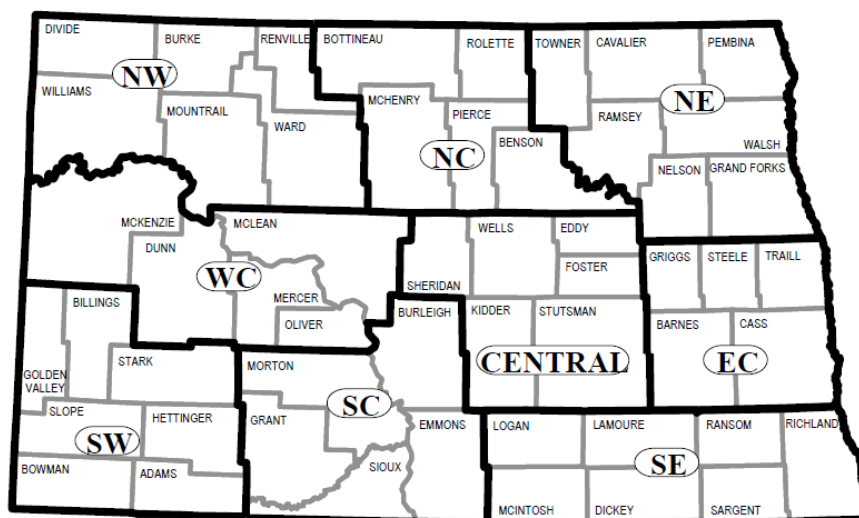 DIVIDE
BURKE
RENVILLE
BOTTINEAU
ROLETTE
TOWNER
CAVALIER
PEMBINA
NW
WILLIAMS
MOUNTRAIL
WARD
MCHENRY
PIERCE
BENSON
NC
RAMSEY
NE
WALSH
NELSON
GRAND FORKS
MCKENZIE
DUNN
MCLEAN
WC
MERCER
OLIVER
SHERIDAN
WELLS
EDDY
FOSTER
GRIGGS
STEELE
TRAILL
BILLINGS
BURLEIGH
KIDDER
STUTSMAN
CENTRAL
BARNES
CASS
EC
GOLDEN
VALLEY
STARK
MORTON
SC
SLOPE
HETTINGER
SW
GRANT
EMMONS
LOGAN
LAMOURE
RANSOM
RICHLAND
SE
BOWMAN
ADAMS
SIOUX
MCINTOSH
DICKEY
SARGENT